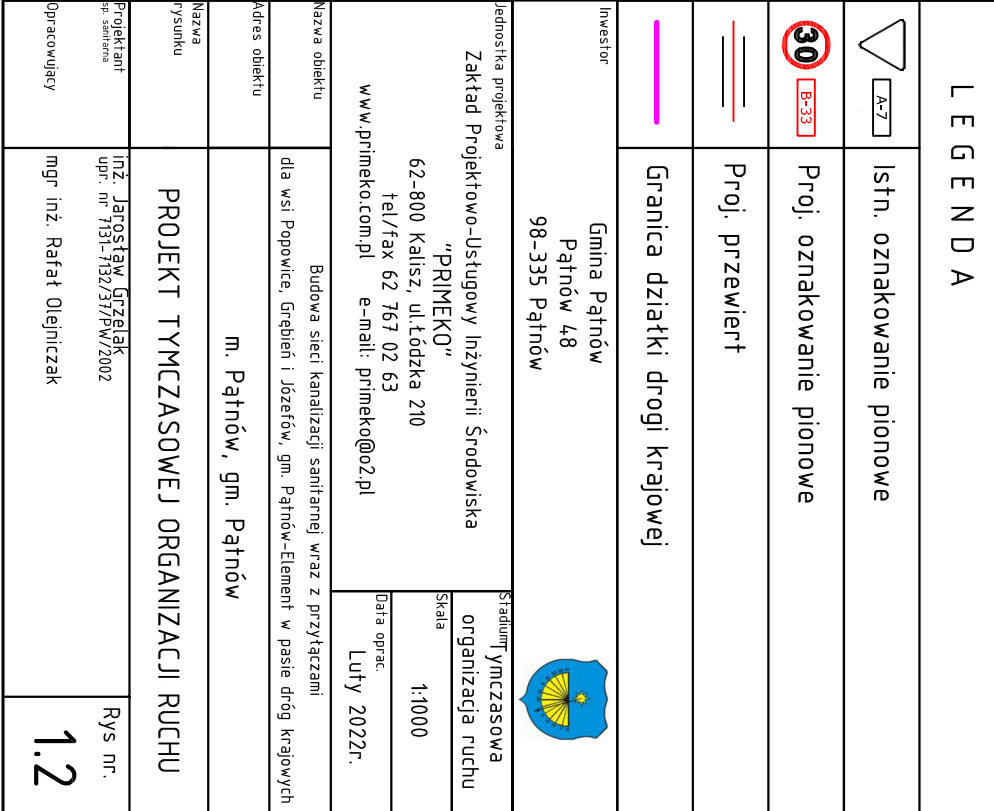 LEGENDA
A-7
Istn. oznakowanie pionowe
30
B-33
Proj. oznakowanie pionowe
Proj. przewiert
Granica działki drogi krajowej
Inwestor
Gmina Pątnów
Pątnów 48
98-335 Pątnów
Jednostka projektowa
Zakład Projektowo-Usługowy Inżynierii Środowiska
"PRIMEKO"
62-800 Kalisz, ul.Łódzka 210
tel/fax 62 767 02 63
www.primeko.com.pl e-mail: primeko@o2.pl
Stadium
Tymczasowa
organizacja ruchu
Skala
1:1000
Data oprac.
Luty 2022r.
Nazwa obiektu
Budowa sieci kanalizacji sanitarnej wraz z przyłączami
dla wsi Popowice, Grębień i Józefów, gm. Pątnów-Element w pasie dróg krajowych
Adres obiektu
m. Pątnów, gm. Pątnów
Nazwa
rysunku
PROJEKT TYMCZASOWEJ ORGANIZACJI RUCHU
Projektant
sp. sanitarna
inż. Jarosław Grzelak
upr. nr 7131-7132/37/PW/2002
Opracowujący
mgr inż. Rafał Olejniczak
Rys nr.
1.2